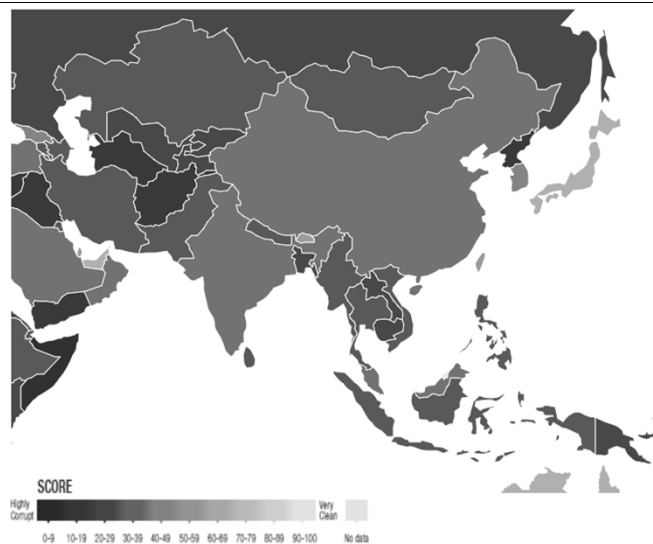 SCORE
Highly Very
Corrupt Clean
0-9 10-19 20-29 30-39 40-49 50-59 60-69 70-79 80-89 90-100 No data